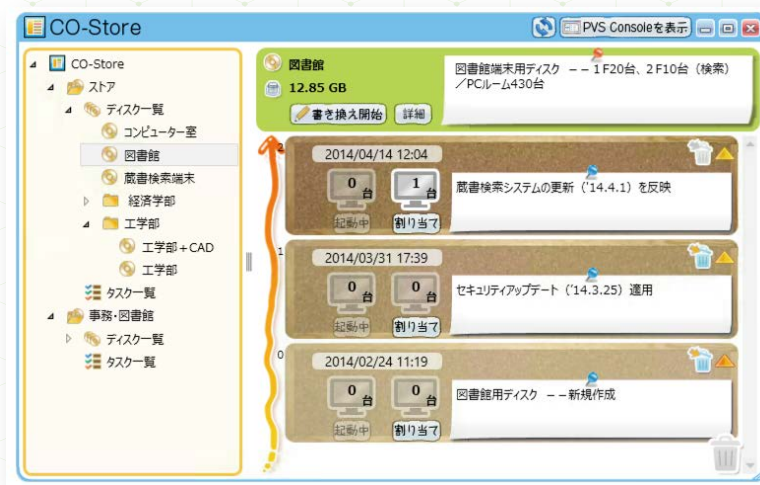 CO-Store
PVS Consoleを表示
CO-Store
ストア
ディスク一覧
コンピューター室
図書館
蔵書検索端末
経済学部
工学部
工学部+CAD
工学部
タスク一覧
事務・図書館
ディスク一覧
タスク一覧
図書館
12.85 GB
書き換え開始 詳細
図書館端末用ディスク －－1F20台、2F10台（検索）
／PCルーム430台
2
2014/04/14 12:04
0台 1台
起動中 割り当て
蔵書検索システムの更新（'14.4.1）を反映
1
2014/03/31 17:39
0台 0台
起動中 割り当て
セキュリティアップデート（'14.3.25）適用
0
2014/02/24 11:19
0台 0台
起動中 割り当て
図書館用ディスク －－新規作成